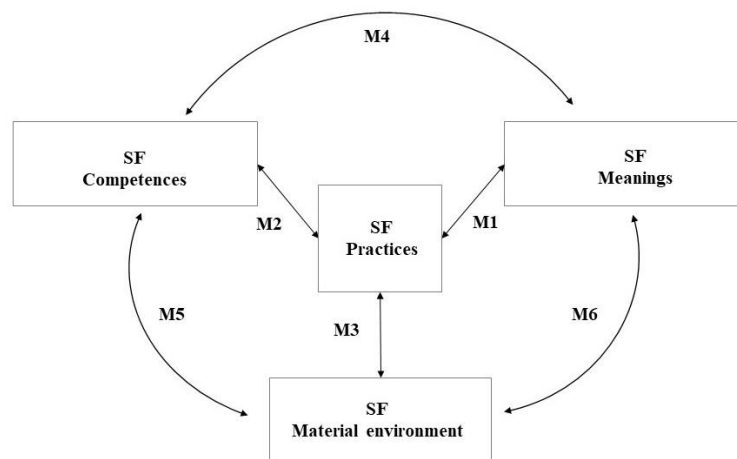 M4
SF
Competences
SF
Meanings
SF
Practices
M2
M1
M5
M3
M6
SF
Material environment